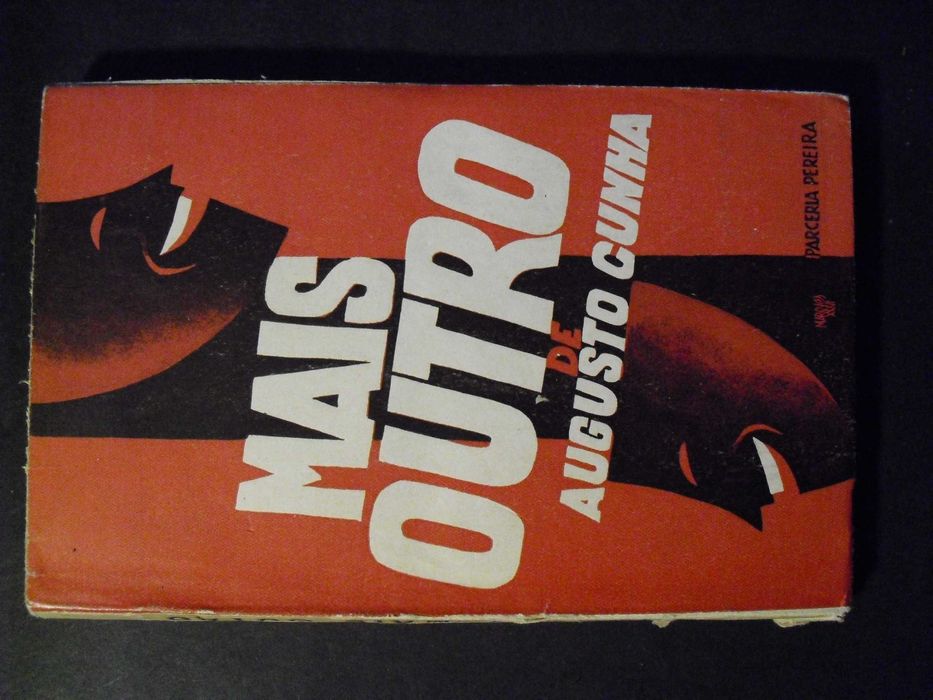 MAIS
OUTRO
DE
AUGUSTO CUNHA
PARCERIA PEREIRA